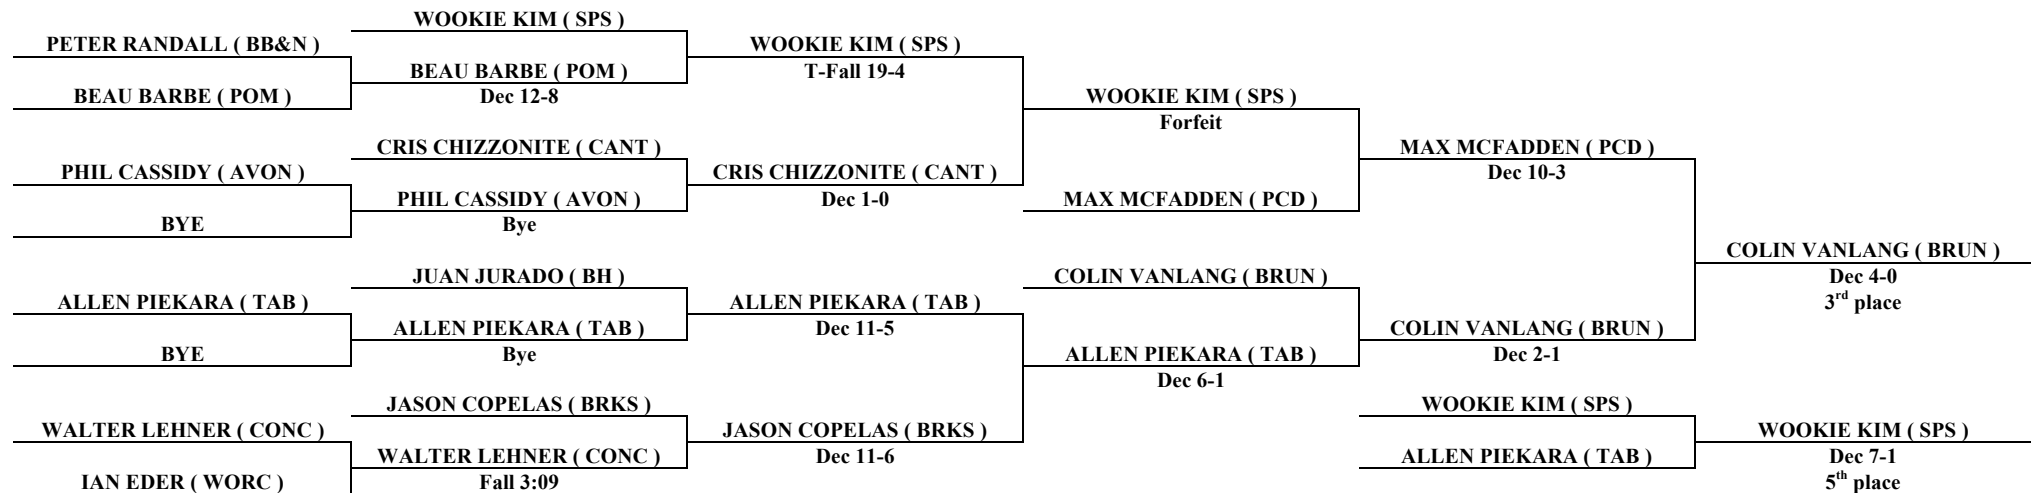 WOOKIE KIM ( SPS )
PETER RANDALL ( BB&N )
WOOKIE KIM ( SPS )
BEAU BARBE ( POM )
T-Fall 19-4
BEAU BARBE ( POM )
Dec 12-8
WOOKIE KIM ( SPS )
Forfeit
CRIS CHIZZONITE ( CANT )
MAX MCFADDEN ( PCD )
PHIL CASSIDY ( AVON )
CRIS CHIZZONITE ( CANT )
Dec 10-3
PHIL CASSIDY ( AVON )
Dec 1-0
MAX MCFADDEN ( PCD )
BYE
Bye
COLIN VANLANG ( BRUN )
JUAN JURADO ( BH )
COLIN VANLANG ( BRUN )
Dec 4-0
ALLEN PIEKARA ( TAB )
ALLEN PIEKARA ( TAB )
3rd place
ALLEN PIEKARA ( TAB )
Dec 11-5
COLIN VANLANG ( BRUN )
BYE
Bye
ALLEN PIEKARA ( TAB )
Dec 2-1
Dec 6-1
JASON COPELAS ( BRKS )
WOOKIE KIM ( SPS )
WALTER LEHNER ( CONC )
JASON COPELAS ( BRKS )
WOOKIE KIM ( SPS )
WALTER LEHNER ( CONC )
Dec 11-6
ALLEN PIEKARA ( TAB )
Dec 7-1
IAN EDER ( WORC )
Fall 3:09
5th place